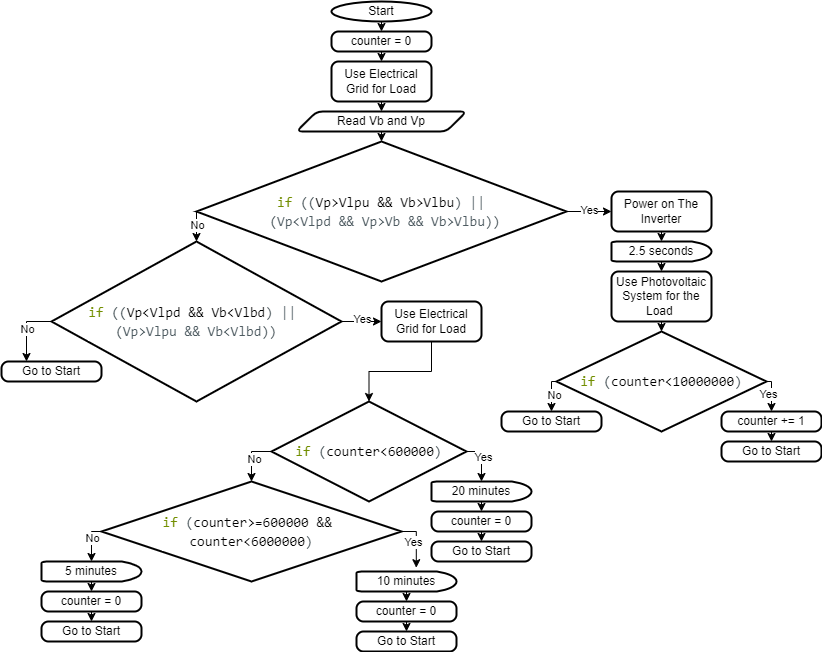 Start
counter = 0
Use Electrical
Grid for Load
Read Vb and Vp
if ((Vp>Vlpu && Vb>Vlbu) ||
(Vp<Vlpd && Vp>Vb && Vb>Vlbu))
Yes
No
Power on The
Inverter
2.5 seconds
Use Photovoltaic
System for the
Load
if (counter<10000000)
No
Yes
Go to Start
counter += 1
Go to Start
if ((Vp<Vlpd && Vb<Vlbd) ||
(Vp>Vlpu && Vb<Vlbd))
No
Yes
Go to Start
Use Electrical
Grid for Load
if (counter<600000)
No
Yes
20 minutes
counter = 0
Go to Start
if (counter>=600000 &&
counter<6000000)
No
Yes
5 minutes
counter = 0
Go to Start
10 minutes
counter = 0
Go to Start